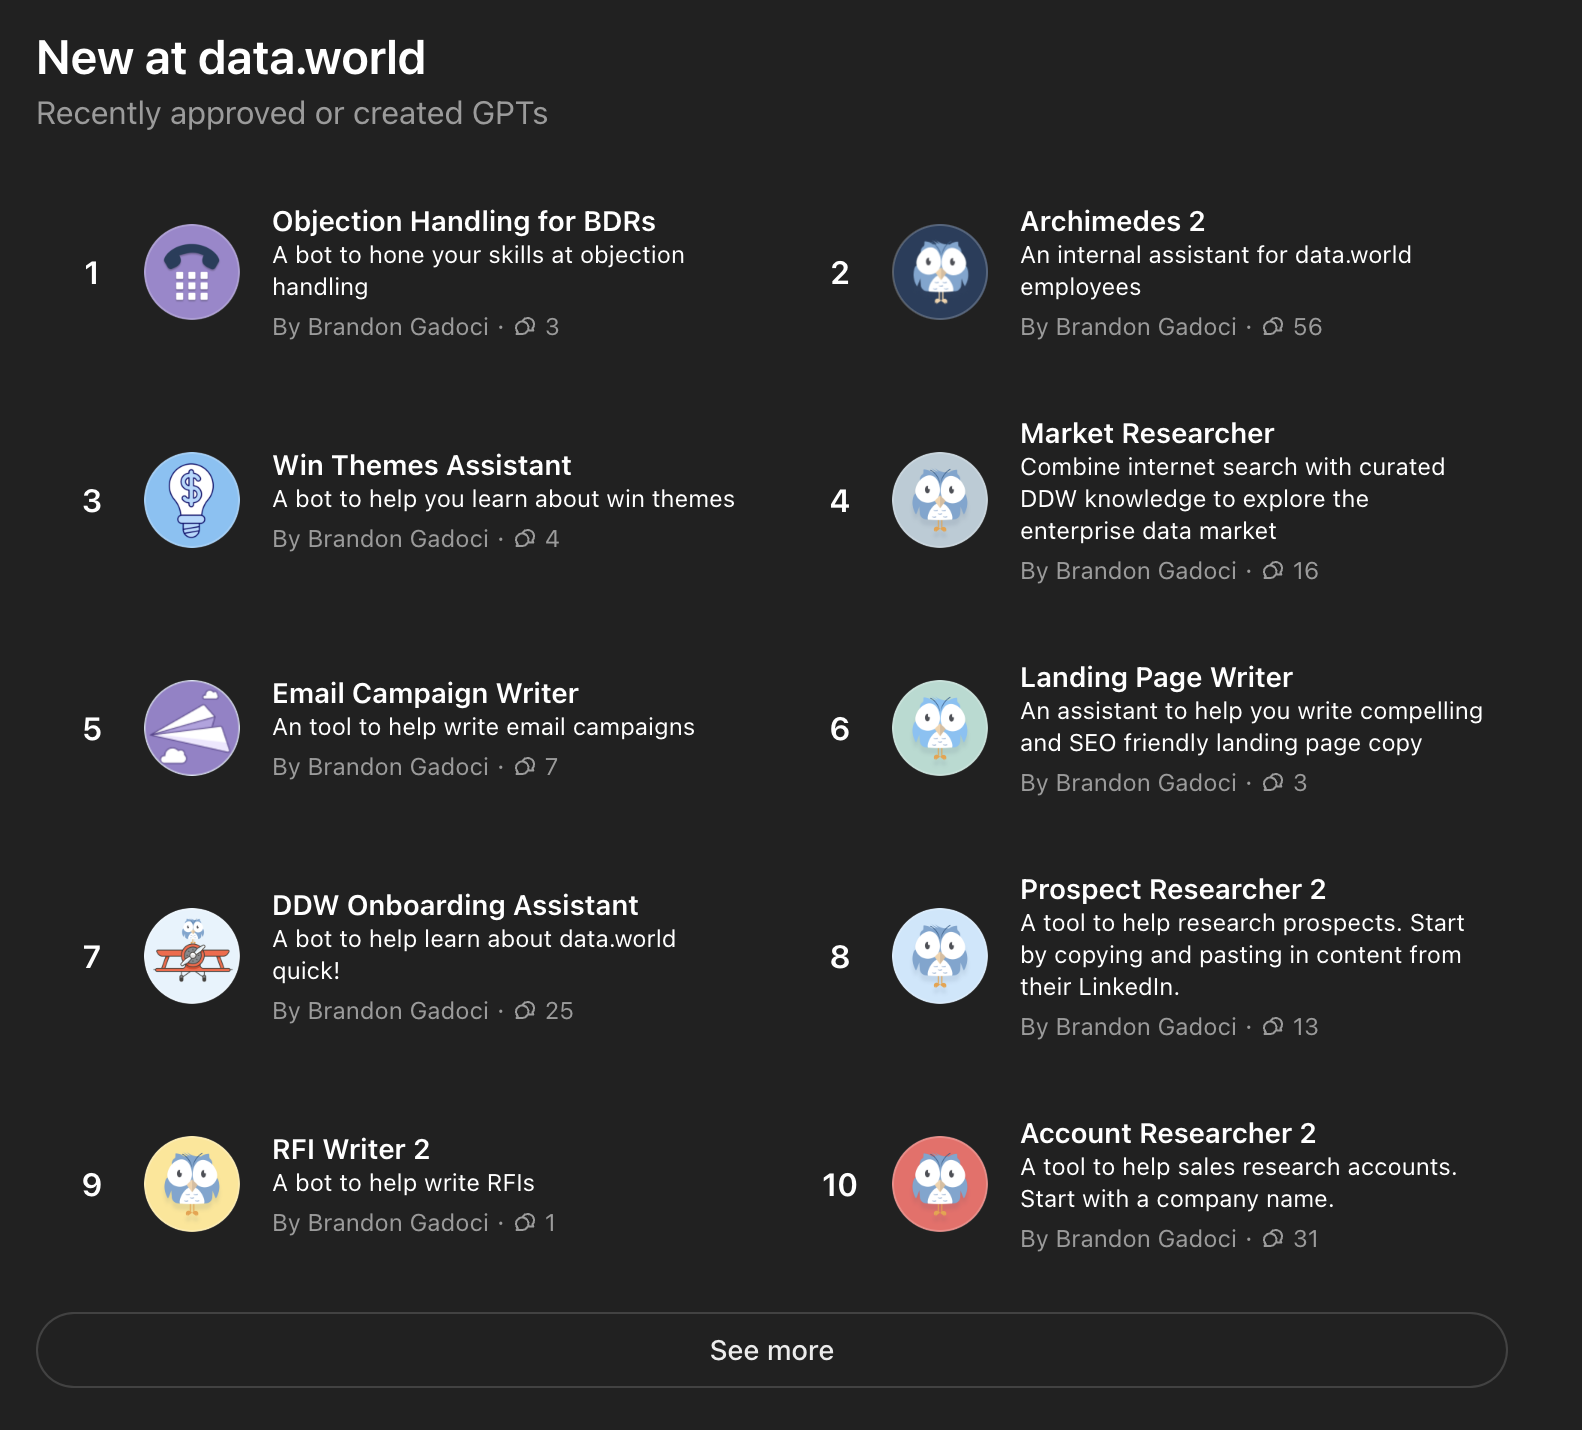 New at data.world
Recently approved or created GPTs
1
Objection Handling for BDRs
A bot to hone your skills at objection
handling
By Brandon Gadoci · 3
2
Archimedes 2
An internal assistant for data.world
employees
By Brandon Gadoci · 56
3
Win Themes Assistant
A bot to help you learn about win themes
By Brandon Gadoci · 4
4
Market Researcher
Combine internet search with curated
DDW knowledge to explore the
enterprise data market
By Brandon Gadoci · 16
5
Email Campaign Writer
An tool to help write email campaigns
By Brandon Gadoci · 7
6
Landing Page Writer
An assistant to help you write compelling
and SEO friendly landing page copy
By Brandon Gadoci · 3
7
DDW Onboarding Assistant
A bot to help learn about data.world
quick!
By Brandon Gadoci · 25
8
Prospect Researcher 2
A tool to help research prospects. Start
by copying and pasting in content from
their LinkedIn.
By Brandon Gadoci · 13
9
RFI Writer 2
A bot to help write RFIs
By Brandon Gadoci · 1
10
Account Researcher 2
A tool to help sales research accounts.
Start with a company name.
By Brandon Gadoci · 31
See more